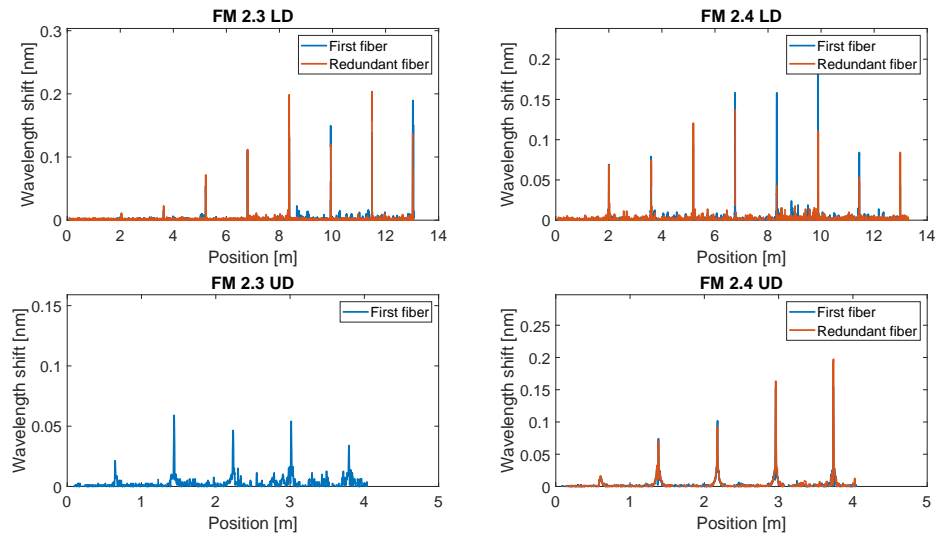 FM 2.3 LD
Wavelength shift [nm]
0.3
0.2
0.1
0
First fiber
Redundant fiber
0 2 4 6 8 10 12 14
Position [m]
FM 2.4 LD
Wavelength shift [nm]
0.2
0.15
0.1
0.05
0
First fiber
Redundant fiber
0 2 4 6 8 10 12 14
Position [m]
FM 2.3 UD
Wavelength shift [nm]
0.15
0.1
0.05
0
First fiber
0 1 2 3 4 5
Position [m]
FM 2.4 UD
Wavelength shift [nm]
0.25
0.2
0.15
0.1
0.05
0
First fiber
Redundant fiber
0 1 2 3 4 5
Position [m]